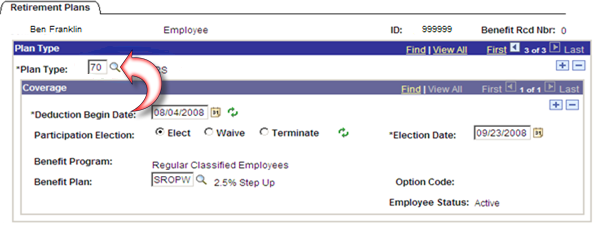 Retirement Plans
Ben Franklin Employee ID: 999999 Benefit Rcd Nbr: 0
Plan Type Find | View All First 3 of 3 Last
*Plan Type: 70 RS
Coverage Find | View All First 1 of 1 Last
*Deduction Begin Date: 08/04/2008 31
Participation Election: Elect Waive Terminate *Election Date: 09/23/2008 31
Benefit Program: Regular Classified Employees
Benefit Plan: SROPW 2.5% Step Up Option Code:
Employee Status: Active